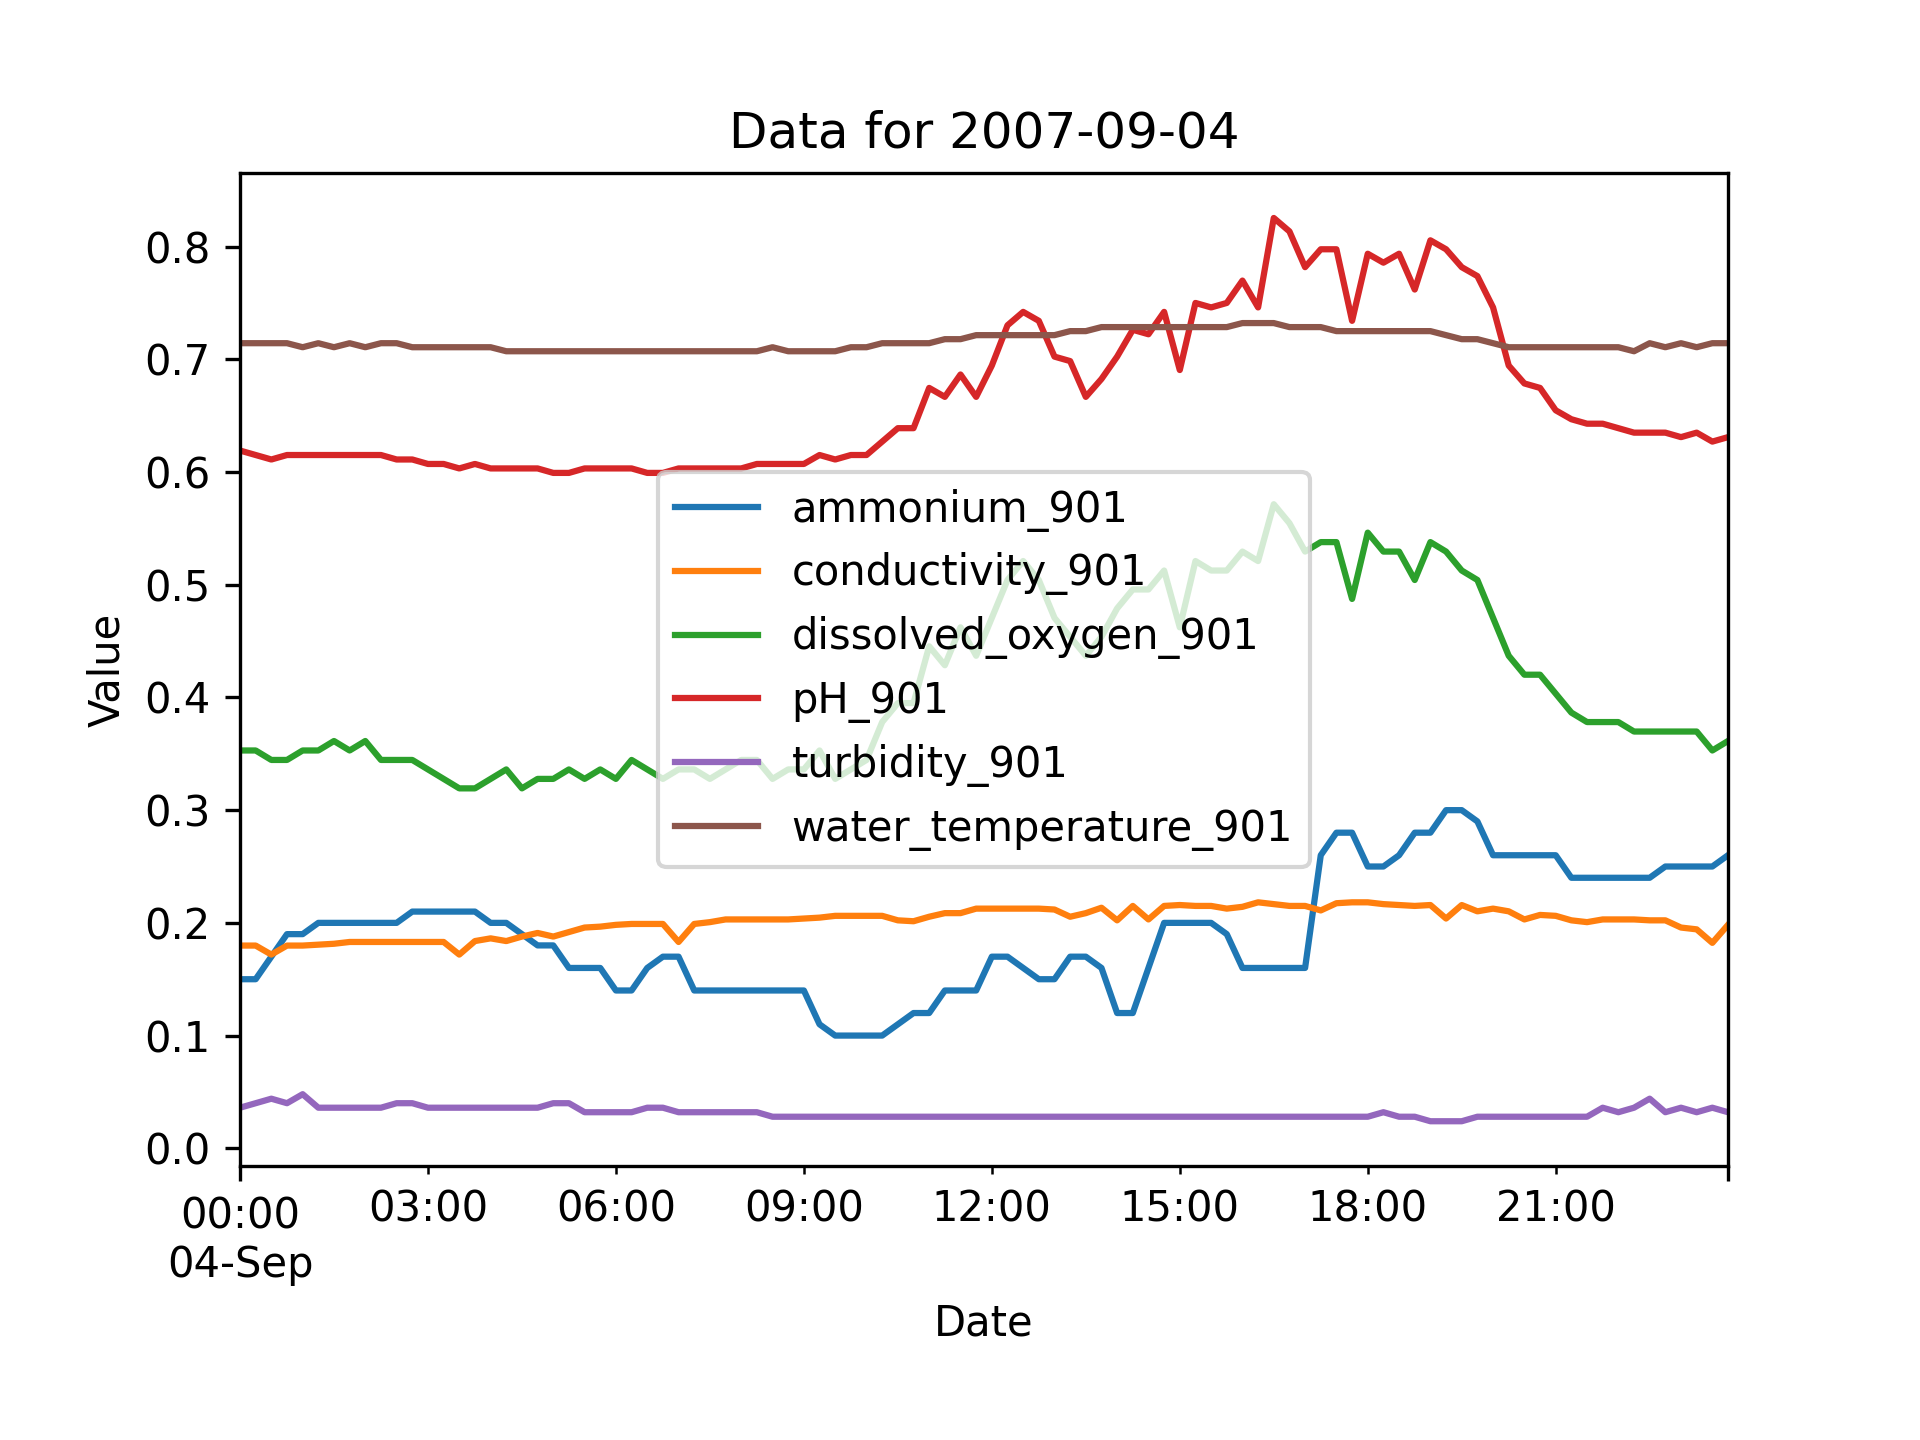 Data for 2007-09-04
Value
0.8
0.7
0.6
0.5
0.4
0.3
0.2
0.1
0.0
ammonium_901
conductivity_901
dissolved_oxygen_901
pH_901
turbidity_901
water_temperature_901
00:00 03:00 06:00 09:00 12:00 15:00 18:00 21:00
04-Sep
Date